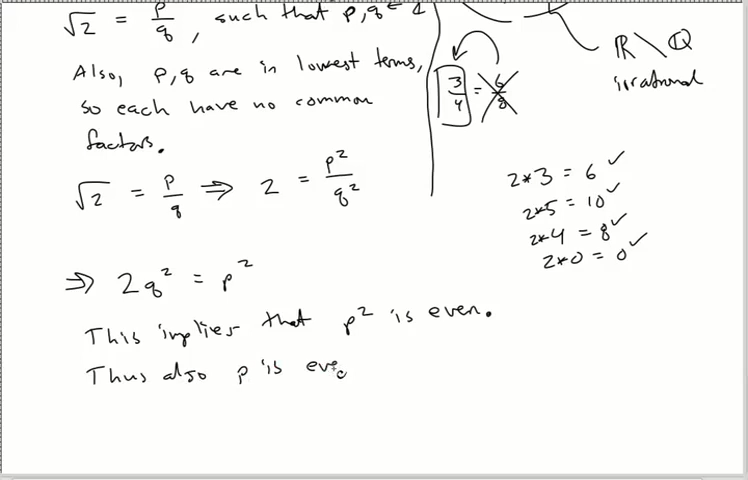 √2 = p/q, such that p, q ∈
Also, p, q are in lowest terms,
so each have no common
factors.
√2 = p/q ⇒ 2 = p²/q²
⇒ 2q² = p²
This implies that p² is even.
Thus also p is eve
ℝ \ ℚ
irrational
3/4 = 6/8
2*3 = 6 ✓
2*5 = 10 ✓
2*4 = 8 ✓
2*0 = 0 ✓